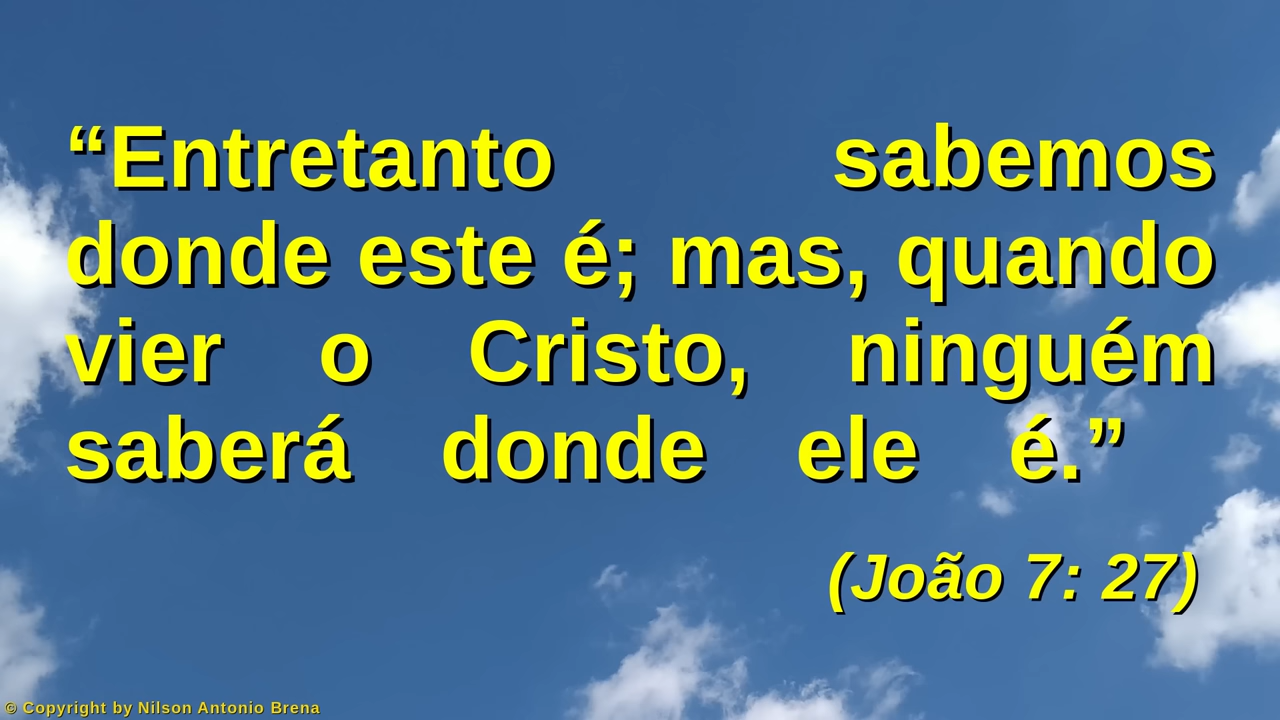 “Entretanto sabemos
donde este é; mas, quando
vier o Cristo, ninguém
saberá donde ele é.”
(João 7: 27)
© Copyright by Nilson Antonio Brena